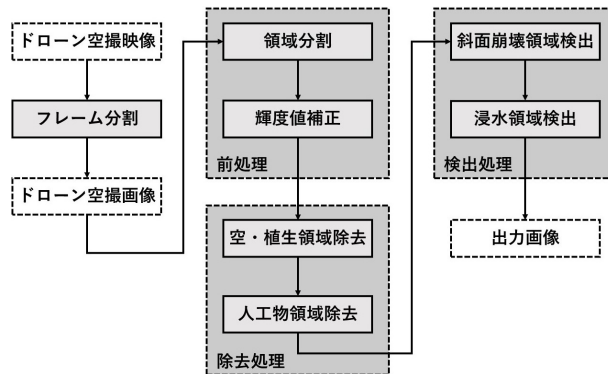 ドローン空撮映像
フレーム分割
ドローン空撮画像
領域分割
輝度値補正
前処理
空・植生領域除去
人工物領域除去
除去処理
斜面崩壊領域検出
浸水領域検出
検出処理
出力画像